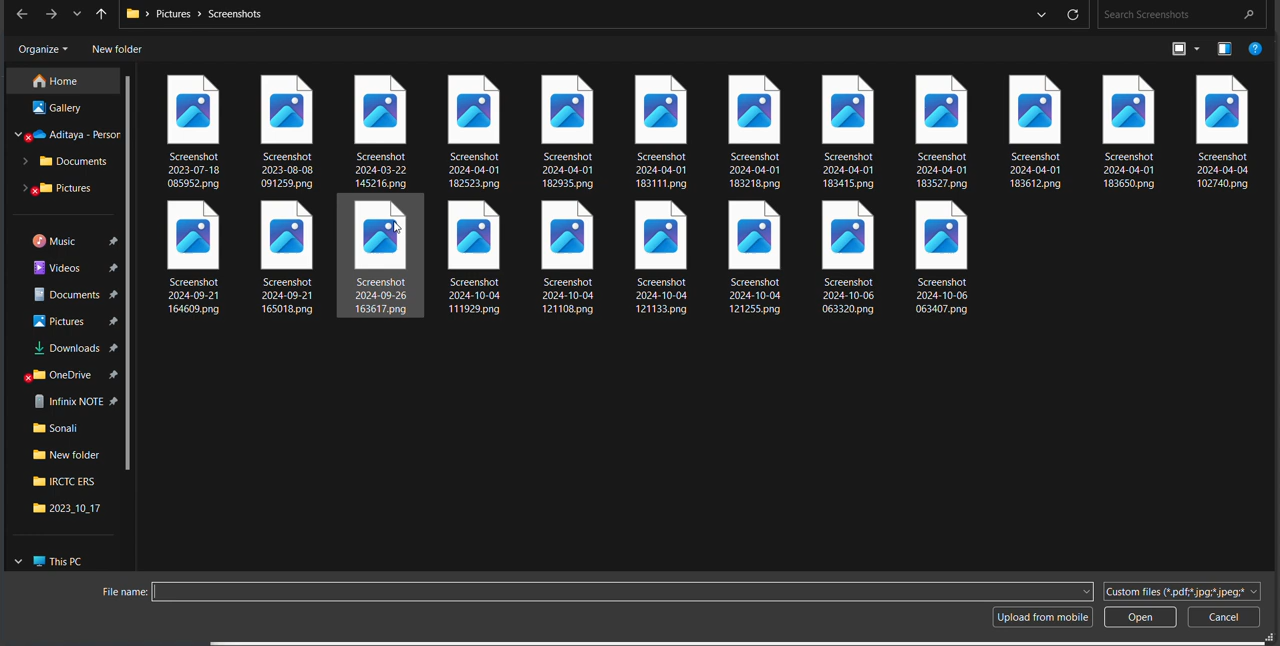 Pictures > Screenshots
Search Screenshots
Organize
New folder
Home
Gallery
Aditaya - Person
Documents
Pictures
Music
Videos
Documents
Pictures
Downloads
OneDrive
Infinix NOTE
Sonali
New folder
IRCTC ERS
2023_10_17
This PC
Screenshot
2023-07-18
085952.png
Screenshot
2023-08-08
091259.png
Screenshot
2024-03-22
145216.png
Screenshot
2024-04-01
182523.png
Screenshot
2024-04-01
182935.png
Screenshot
2024-04-01
183111.png
Screenshot
2024-04-01
183218.png
Screenshot
2024-04-01
183415.png
Screenshot
2024-04-01
183527.png
Screenshot
2024-04-01
183612.png
Screenshot
2024-04-01
183650.png
Screenshot
2024-04-04
102740.png
Screenshot
2024-09-21
164609.png
Screenshot
2024-09-21
165018.png
Screenshot
2024-09-26
163617.png
Screenshot
2024-10-04
111929.png
Screenshot
2024-10-04
121108.png
Screenshot
2024-10-04
121133.png
Screenshot
2024-10-04
121255.png
Screenshot
2024-10-06
063320.png
Screenshot
2024-10-06
063407.png
File name:
Custom files (*.pdf;*.jpg;*.jpeg;*
Upload from mobile
Open
Cancel